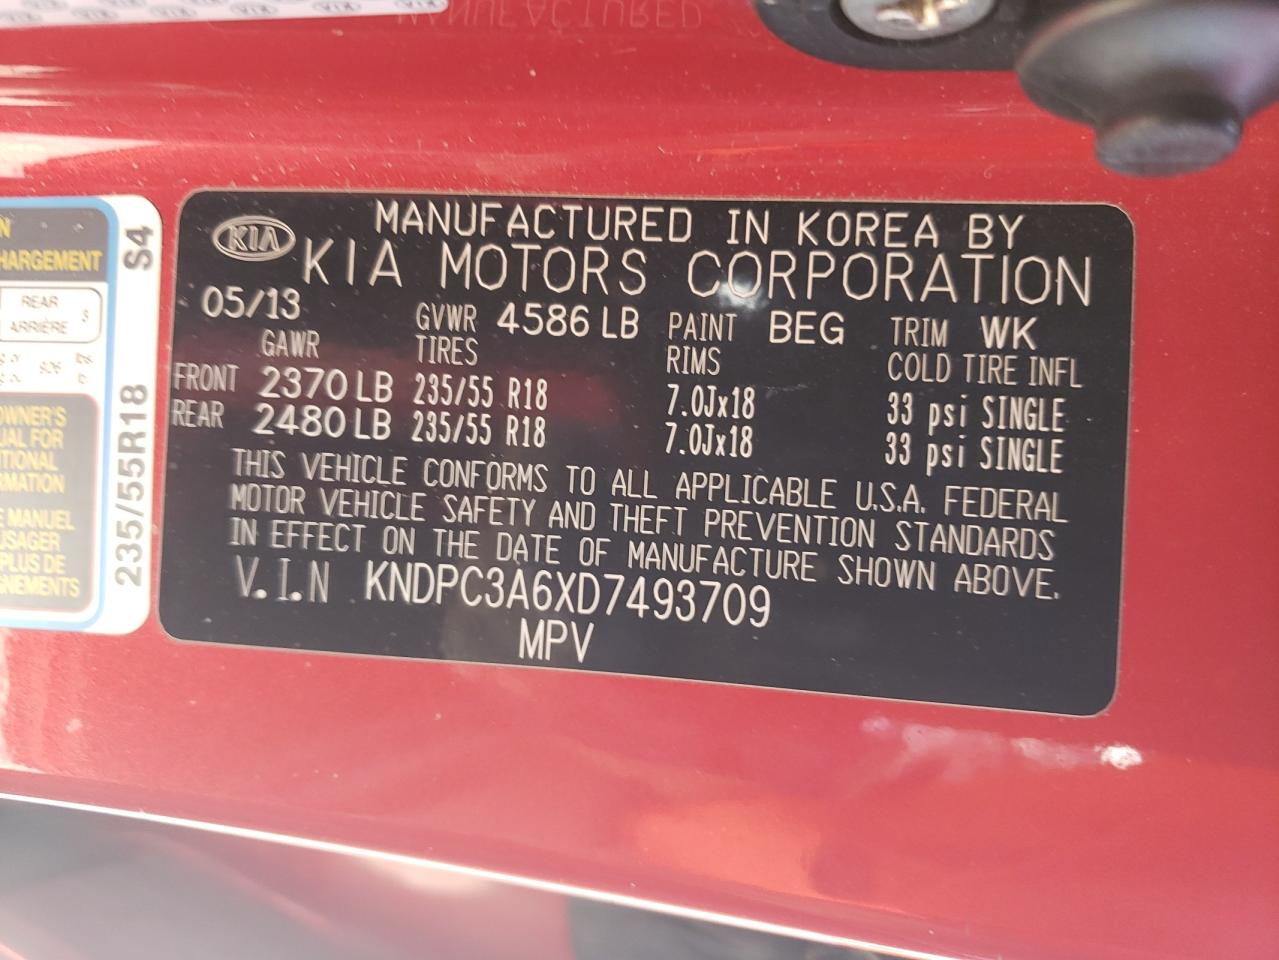 MANUFACTURED
KIA
MANUFACTURED IN KOREA BY
KIA MOTORS CORPORATION
05/13 GVWR 4586 LB PAINT BEG TRIM WK
GAWR TIRES RIMS COLD TIRE INFL
FRONT 2370 LB 235/55 R18 7.0Jx18 33 psi SINGLE
REAR 2480 LB 235/55 R18 7.0Jx18 33 psi SINGLE
THIS VEHICLE CONFORMS TO ALL APPLICABLE U.S.A. FEDERAL
MOTOR VEHICLE SAFETY AND THEFT PREVENTION STANDARDS
IN EFFECT ON THE DATE OF MANUFACTURE SHOWN ABOVE.
V.I.N KNDPC3A6XD7493709
MPV
HARGEMENT
REAR
ARRIÈRE 3
926 lbs.
OWNER'S
UAL FOR
ITIONAL
RMATION
E MANUEL
USAGER
PLUS DE
GNEMENTS
235/55R18 S4